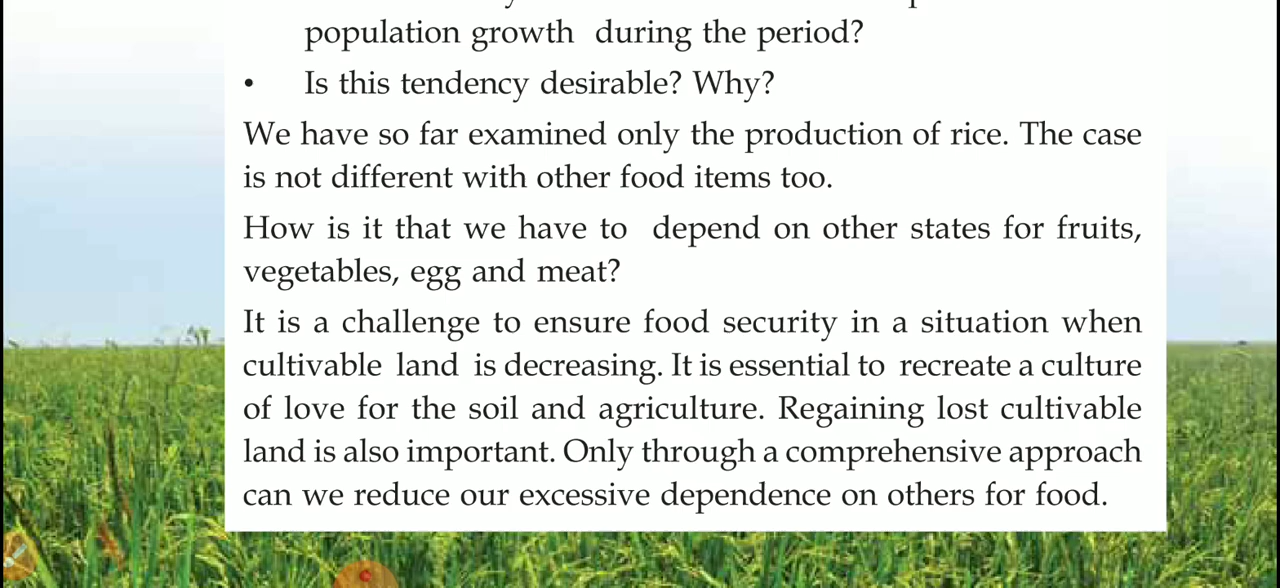 population growth during the period?
• Is this tendency desirable? Why?
We have so far examined only the production of rice. The case
is not different with other food items too.
How is it that we have to depend on other states for fruits,
vegetables, egg and meat?
It is a challenge to ensure food security in a situation when
cultivable land is decreasing. It is essential to recreate a culture
of love for the soil and agriculture. Regaining lost cultivable
land is also important. Only through a comprehensive approach
can we reduce our excessive dependence on others for food.